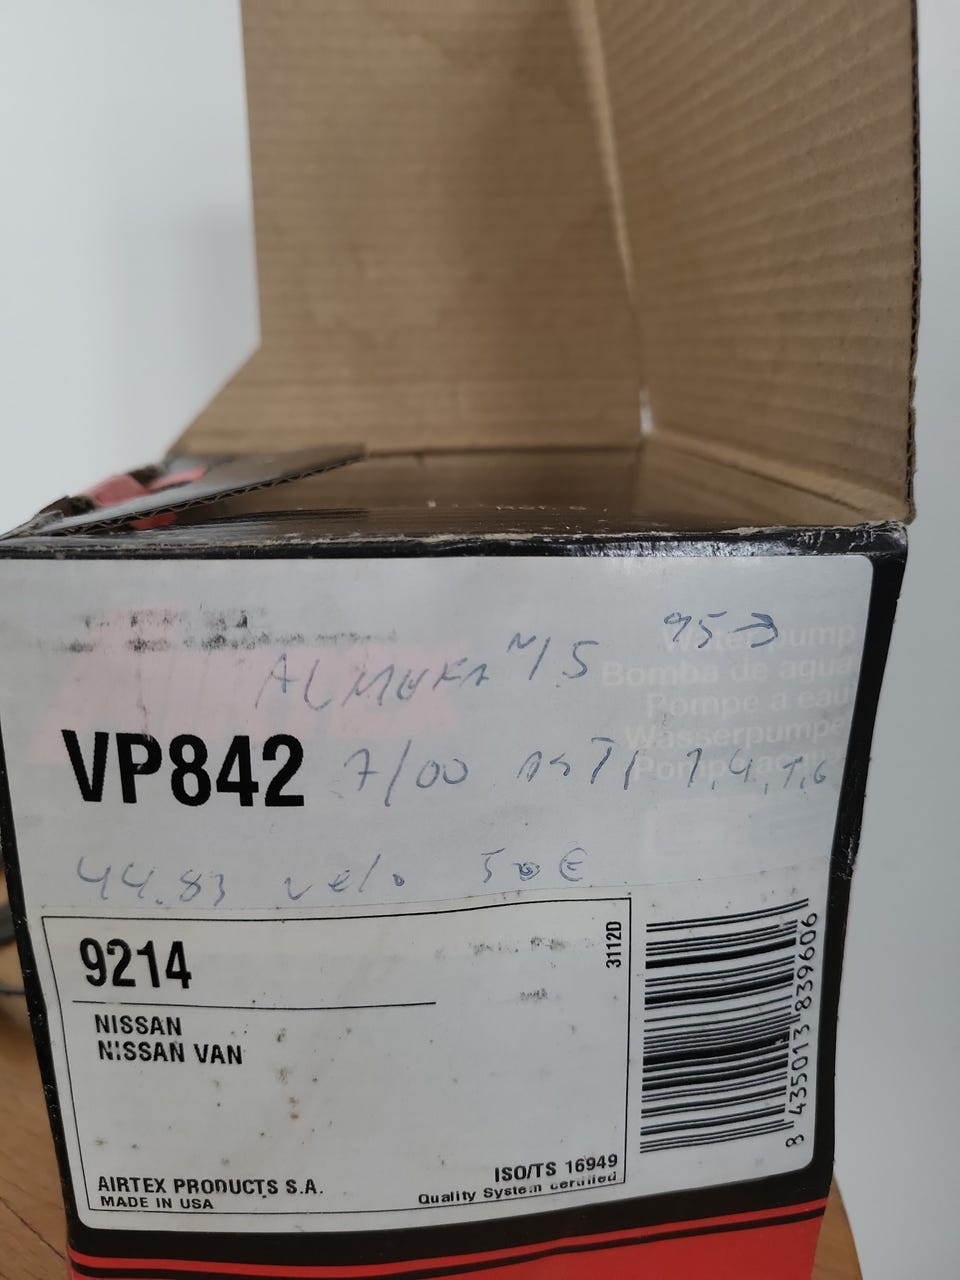 95→
ALMERA N15
Water pump
Bomba de agua
Pompe a eau
Wasserpumpe
VP842
7/00 asti 1,4, 1,6
44.83 velo 50€
9214
3112D
NISSAN
NISSAN VAN
8 435013 839606
AIRTEX PRODUCTS S.A.
MADE IN USA
ISO/TS 16949
Quality System certified